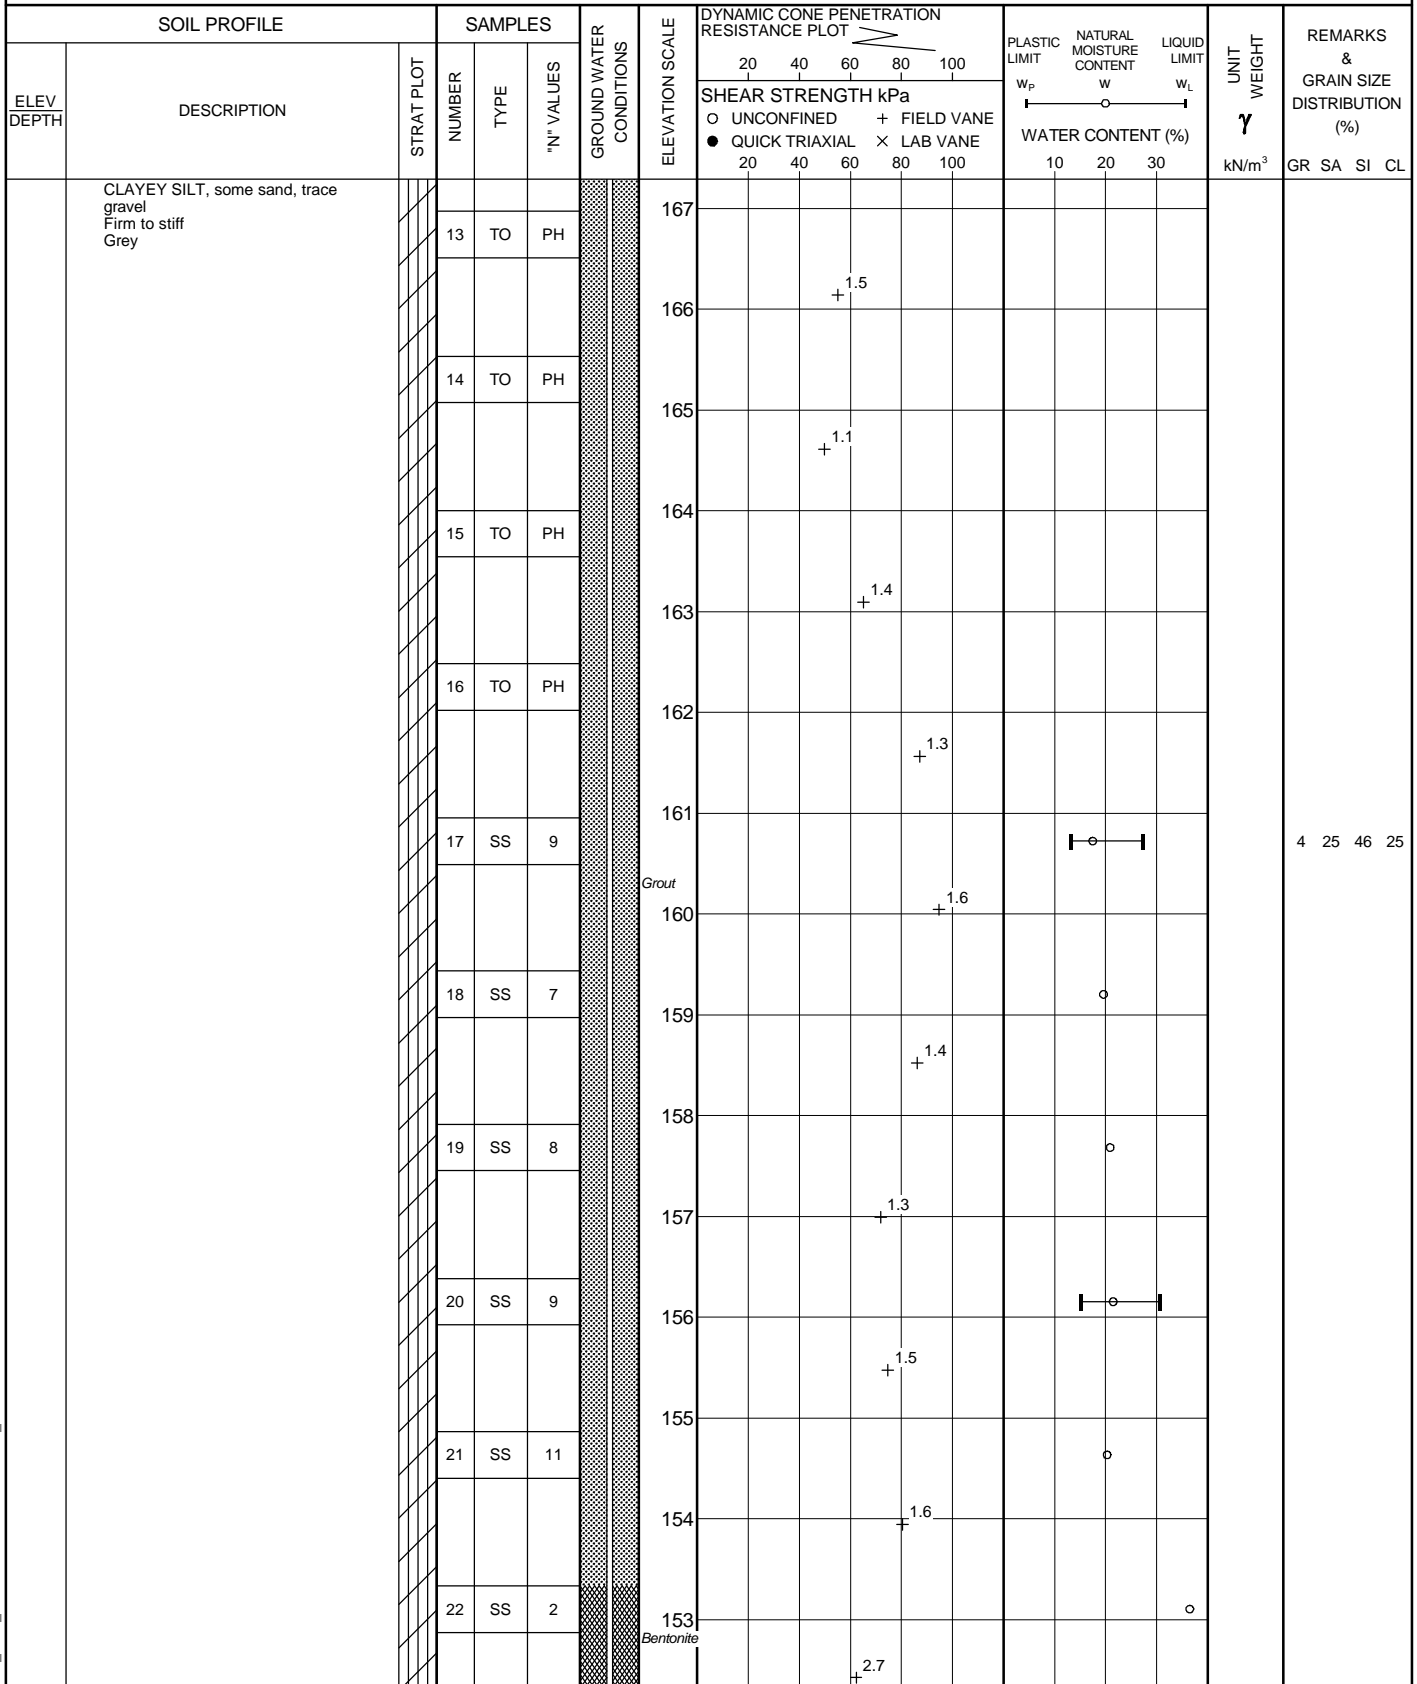 SOIL PROFILE
SAMPLES
GROUND WATER
CONDITIONS
ELEVATION SCALE
DYNAMIC CONE PENETRATION
RESISTANCE PLOT
20 40 60 80 100
SHEAR STRENGTH kPa
UNCONFINED + FIELD VANE
QUICK TRIAXIAL × LAB VANE
20 40 60 80 100
PLASTIC
LIMIT
NATURAL
MOISTURE
CONTENT
LIQUID
LIMIT
WP W WL
WATER CONTENT (%)
10 20 30
UNIT
WEIGHT
γ
kN/m³
REMARKS
&
GRAIN SIZE
DISTRIBUTION
(%)
GR SA SI CL
ELEV
DEPTH
DESCRIPTION
STRAT PLOT
NUMBER
TYPE
"N" VALUES
CLAYEY SILT, some sand, trace
gravel
Firm to stiff
Grey
167
13 TO PH
1.5
166
14 TO PH
165
1.1
164
15 TO PH
1.4
163
16 TO PH
162
1.3
161
17 SS 9
4 25 46 25
Grout
1.6
160
18 SS 7
159
1.4
158
19 SS 8
1.3
157
20 SS 9
156
1.5
155
21 SS 11
1.6
154
22 SS 2
153
Bentonite
2.7